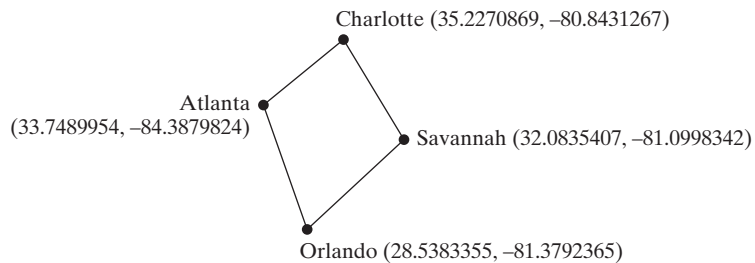 Charlotte (35.2270869, –80.8431267)
Atlanta
(33.7489954, –84.3879824)
Savannah (32.0835407, –81.0998342)
Orlando (28.5383355, –81.3792365)